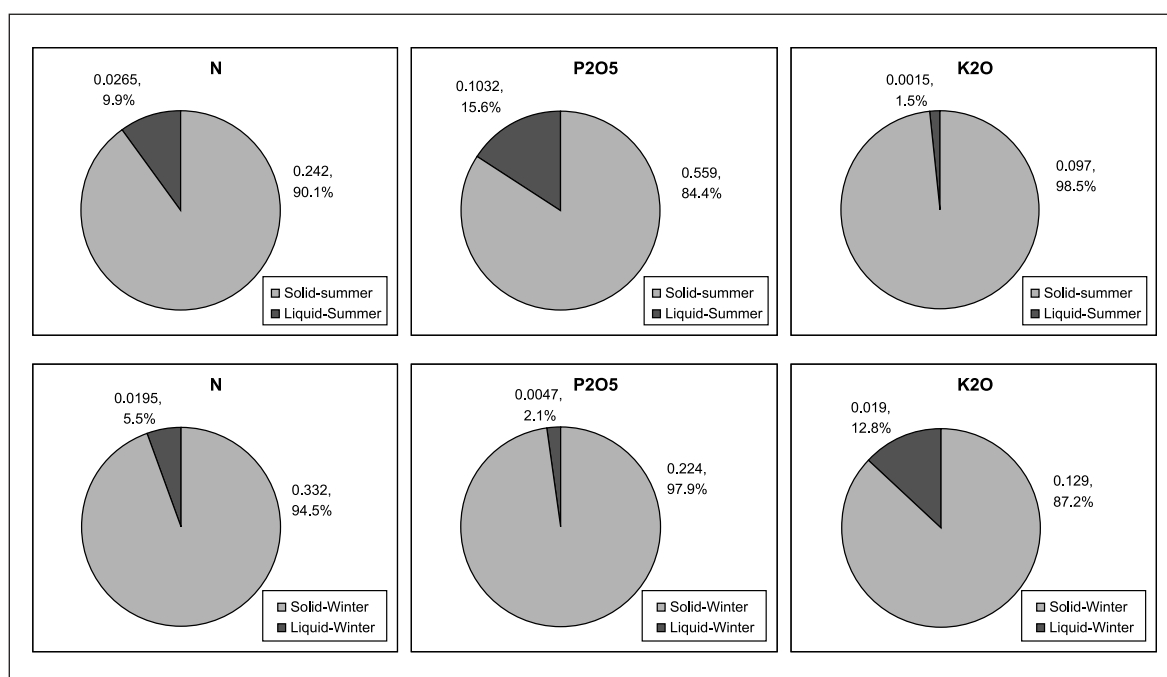 N
0.0265,
9.9%
0.242,
90.1%
Solid-summer
Liquid-Summer
P2O5
0.1032,
15.6%
0.559,
84.4%
Solid-summer
Liquid-Summer
K2O
0.0015,
1.5%
0.097,
98.5%
Solid-summer
Liquid-Summer
N
0.0195,
5.5%
0.332,
94.5%
Solid-Winter
Liquid-Winter
P2O5
0.0047,
2.1%
0.224,
97.9%
Solid-Winter
Liquid-Winter
K2O
0.019,
12.8%
0.129,
87.2%
Solid-Winter
Liquid-Winter